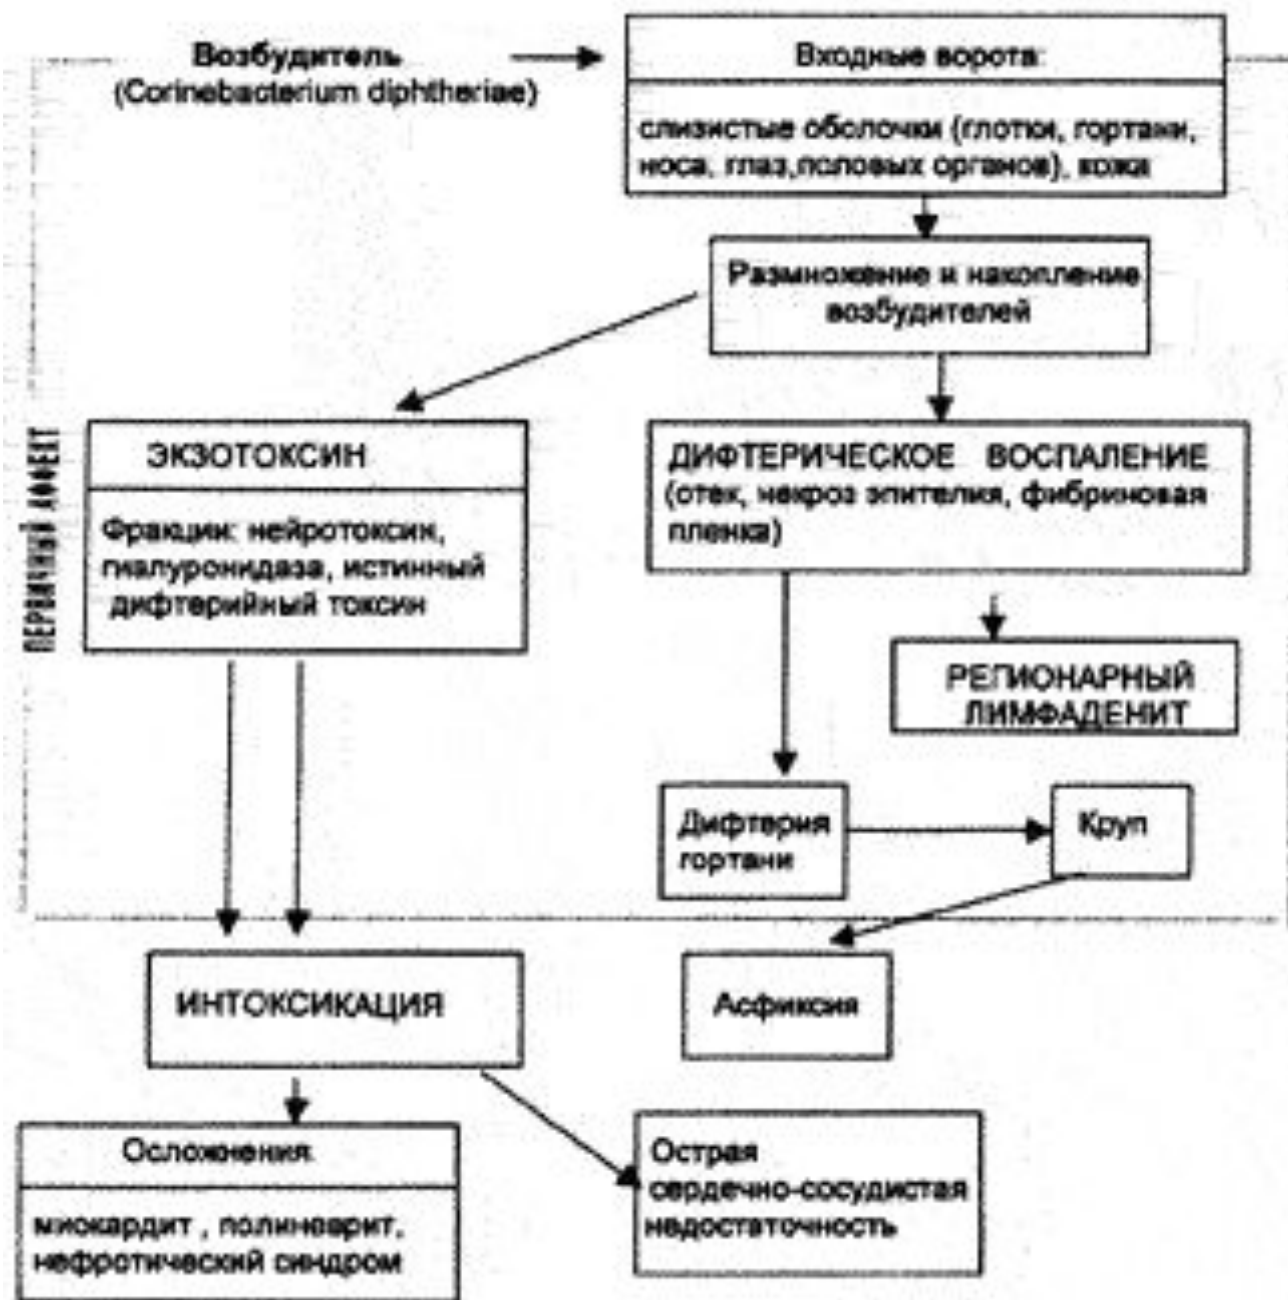 Возбудитель
(Corinebacterium diphtheriae)
Входные ворота:
слизистые оболочки (глотки, гортани,
носа, глаз,половых органов), кожа
Размножение и накопление
возбудителей
ПЕРВИЧНЫЙ АФФЕКТ
ЭКЗОТОКСИН
Фракции: нейротоксин,
гиалуронидаза, истинный
дифтерийный токсин
ДИФТЕРИЧЕСКОЕ ВОСПАЛЕНИЕ
(отек, некроз эпителия, фибриновая
пленка)
РЕГИОНАРНЫЙ
ЛИМФАДЕНИТ
Дифтерия
гортани
Круп
ИНТОКСИКАЦИЯ
Асфиксия
Осложнения:
миокардит , полиневрит,
нефротический синдром
Острая
сердечно-сосудистая
недостаточность